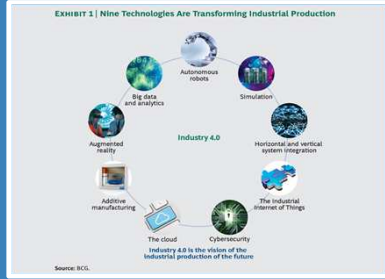 EXHIBIT 1 | Nine Technologies Are Transforming Industrial Production
Autonomous
robots
Simulation
Horizontal and vertical
system integration
The Industrial
Internet of Things
Cybersecurity
The cloud
Additive
manufacturing
Augmented
reality
Big data
and analytics
Industry 4.0
Industry 4.0 is the vision of the
industrial production of the future
Source: BCG.